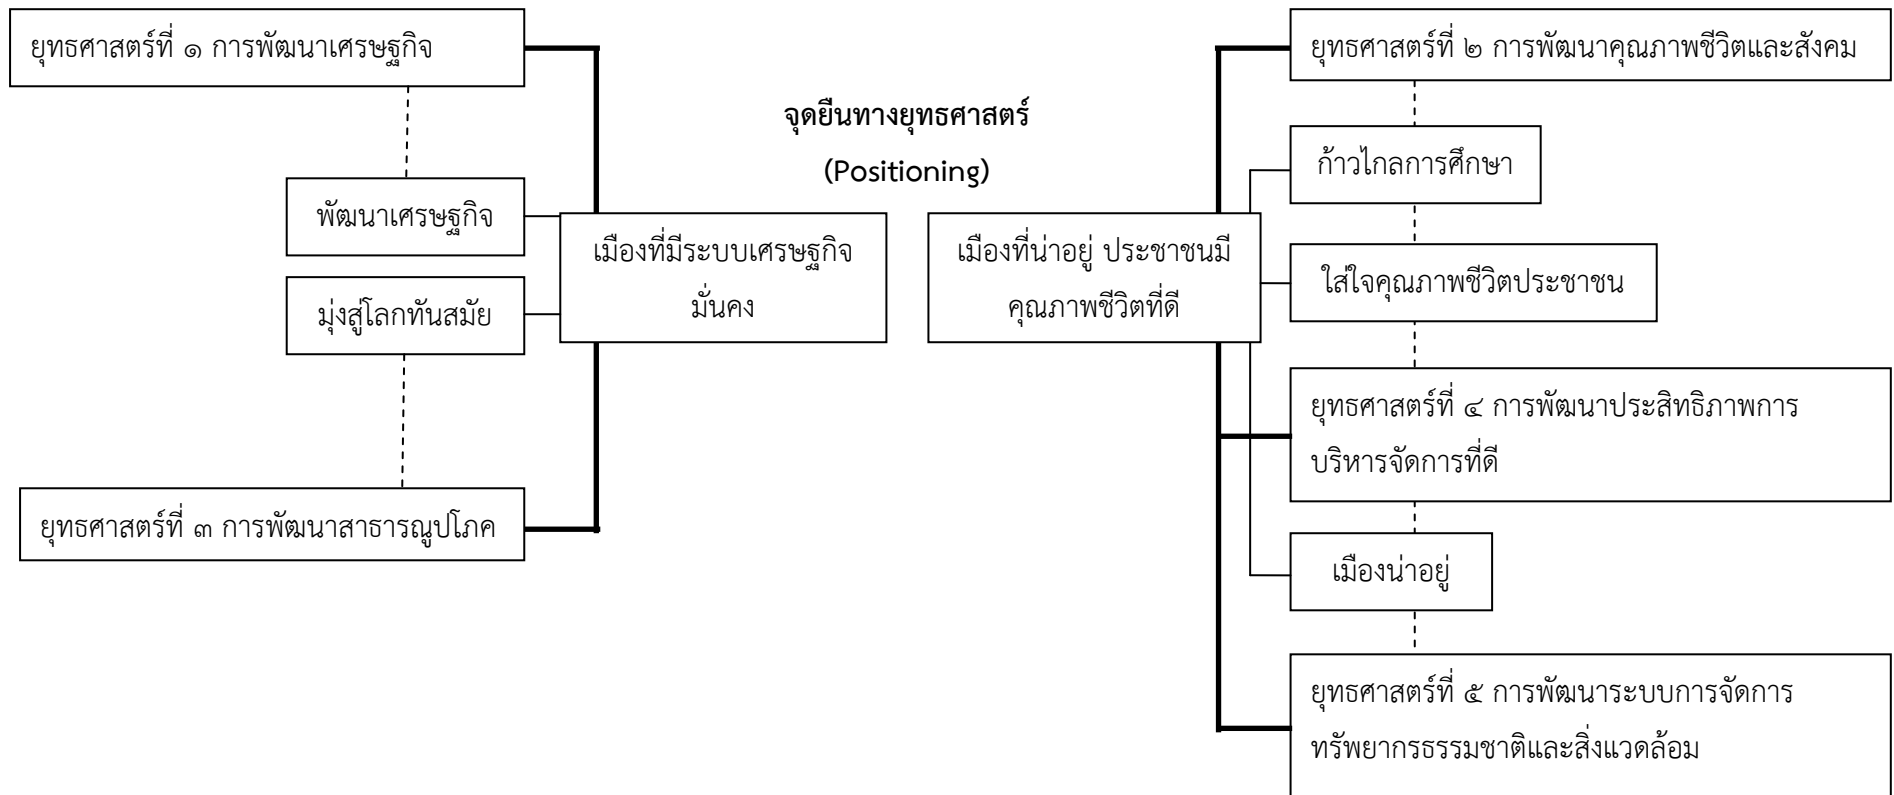 ยุทธศาสตร์ที่ ๑ การพัฒนาเศรษฐกิจ
พัฒนาเศรษฐกิจ
มุ่งสู่โลกทันสมัย
ยุทธศาสตร์ที่ ๓ การพัฒนาสาธารณูปโภค
จุดยืนทางยุทธศาสตร์
(Positioning)
เมืองที่มีระบบเศรษฐกิจ
มั่นคง
เมืองที่น่าอยู่ ประชาชนมี
คุณภาพชีวิตที่ดี
ยุทธศาสตร์ที่ ๒ การพัฒนาคุณภาพชีวิตและสังคม
ก้าวไกลการศึกษา
ใส่ใจคุณภาพชีวิตประชาชน
ยุทธศาสตร์ที่ ๔ การพัฒนาประสิทธิภาพการ
บริหารจัดการที่ดี
เมืองน่าอยู่
ยุทธศาสตร์ที่ ๕ การพัฒนาระบบการจัดการ
ทรัพยากรธรรมชาติและสิ่งแวดล้อม